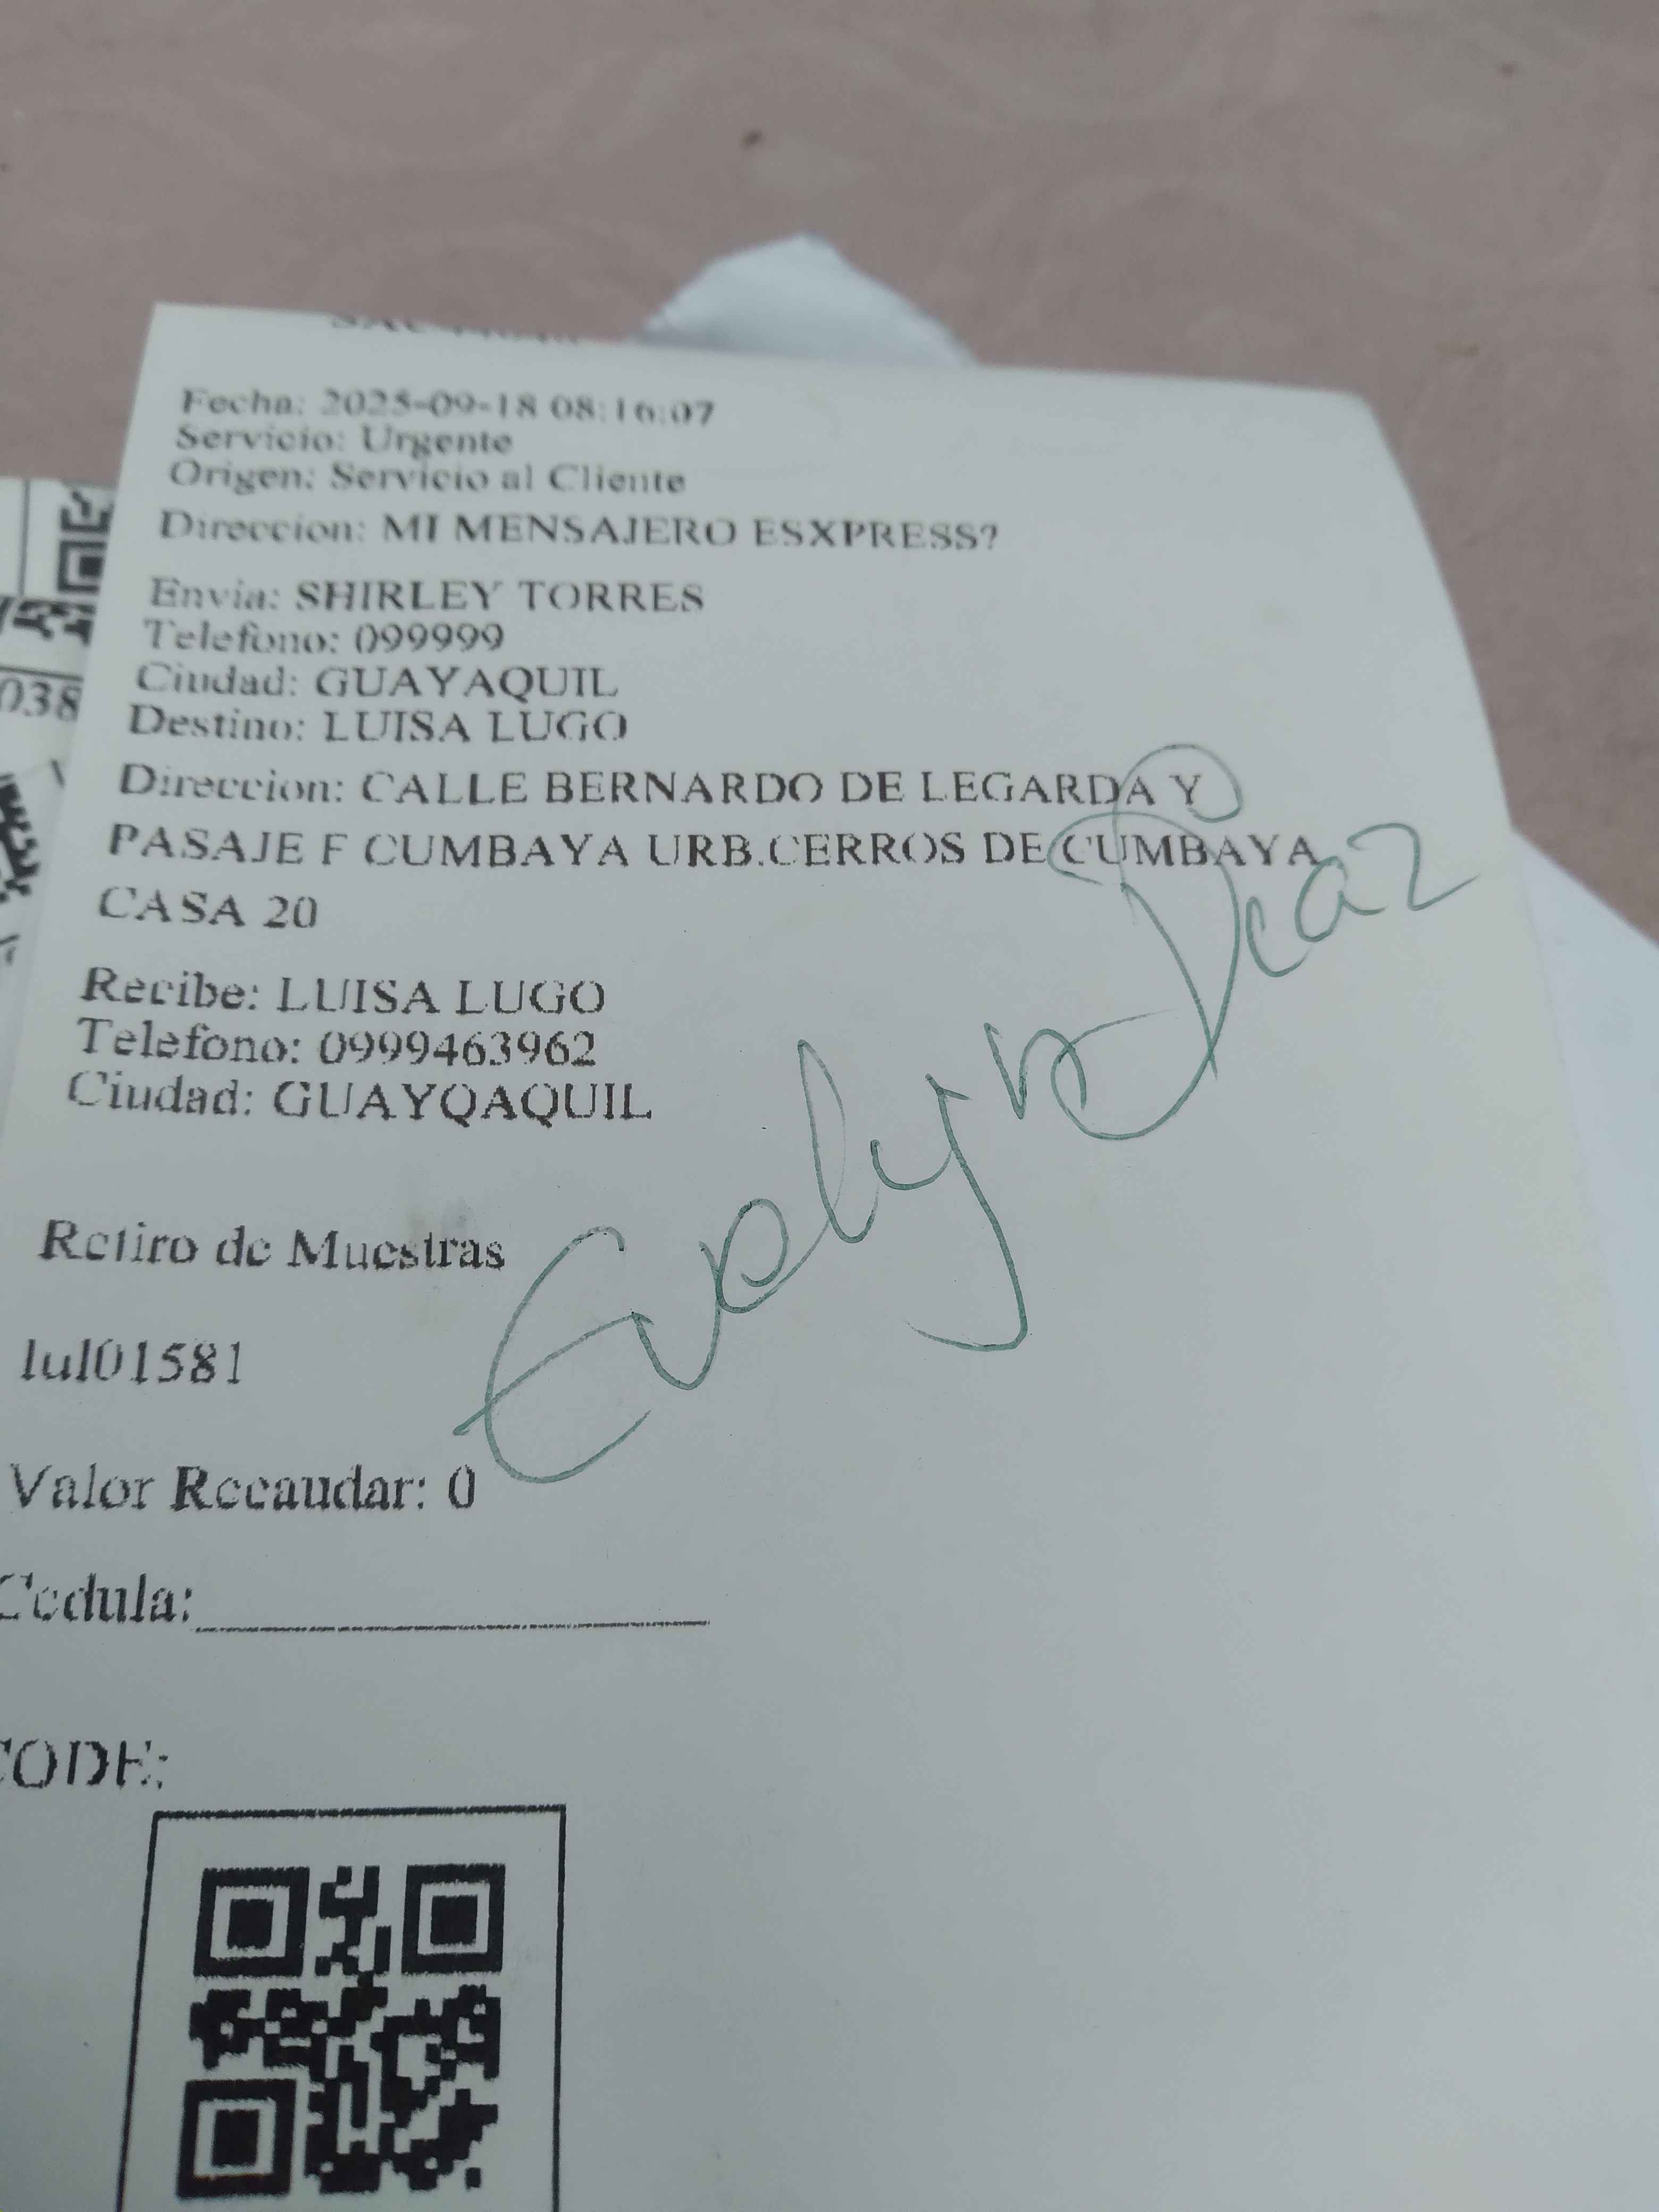 Fecha: 2025-09-18 08:16:07
Servicio: Urgente
Origen: Servicio al Cliente
Direccion: MI MENSAJERO ESXPRESS?
Envia: SHIRLEY TORRES
Telefono: 099999
Ciudad: GUAYAQUIL
Destino: LUISA LUGO
Direccion: CALLE BERNARDO DE LEGARDA Y
PASAJE F CUMBAYA URB.CERROS DE CUMBAYA
CASA 20
Recibe: LUISA LUGO
Telefono: 0999463962
Ciudad: GUAYQAQUIL
Evelyn Diaz
Retiro de Muestras
lul01581
Valor Recaudar: 0
Cedula:
CODE:
038